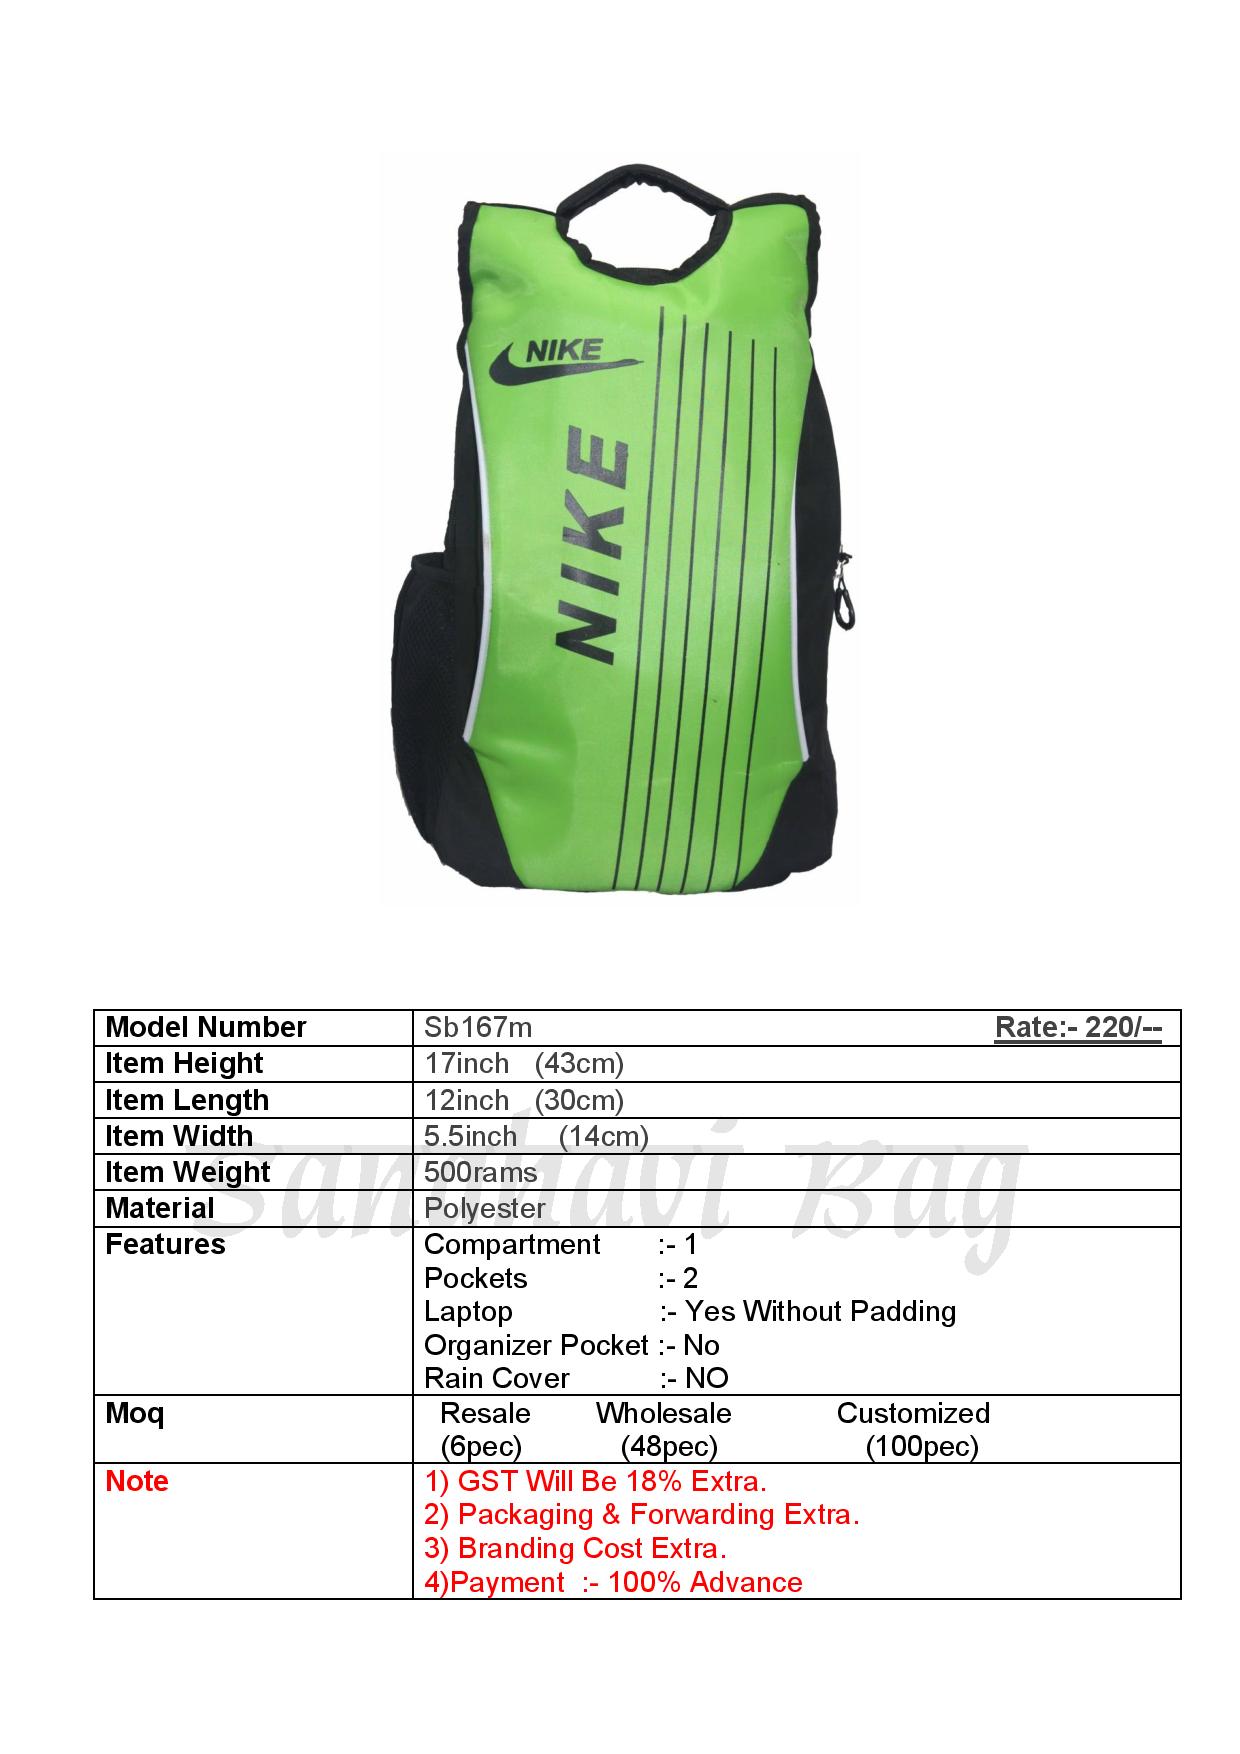 NIKE
NIKE
Model Number Sb167m Rate:- 220/--
Item Height 17inch (43cm)
Item Length 12inch (30cm)
Item Width 5.5inch (14cm)
Item Weight 500rams
Material Polyester
Sanghavi Bag
Features Compartment :- 1
Pockets :- 2
Laptop :- Yes Without Padding
Organizer Pocket :- No
Rain Cover :- NO
Moq Resale Wholesale Customized
(6pec) (48pec) (100pec)
Note 1) GST Will Be 18% Extra.
2) Packaging & Forwarding Extra.
3) Branding Cost Extra.
4)Payment :- 100% Advance